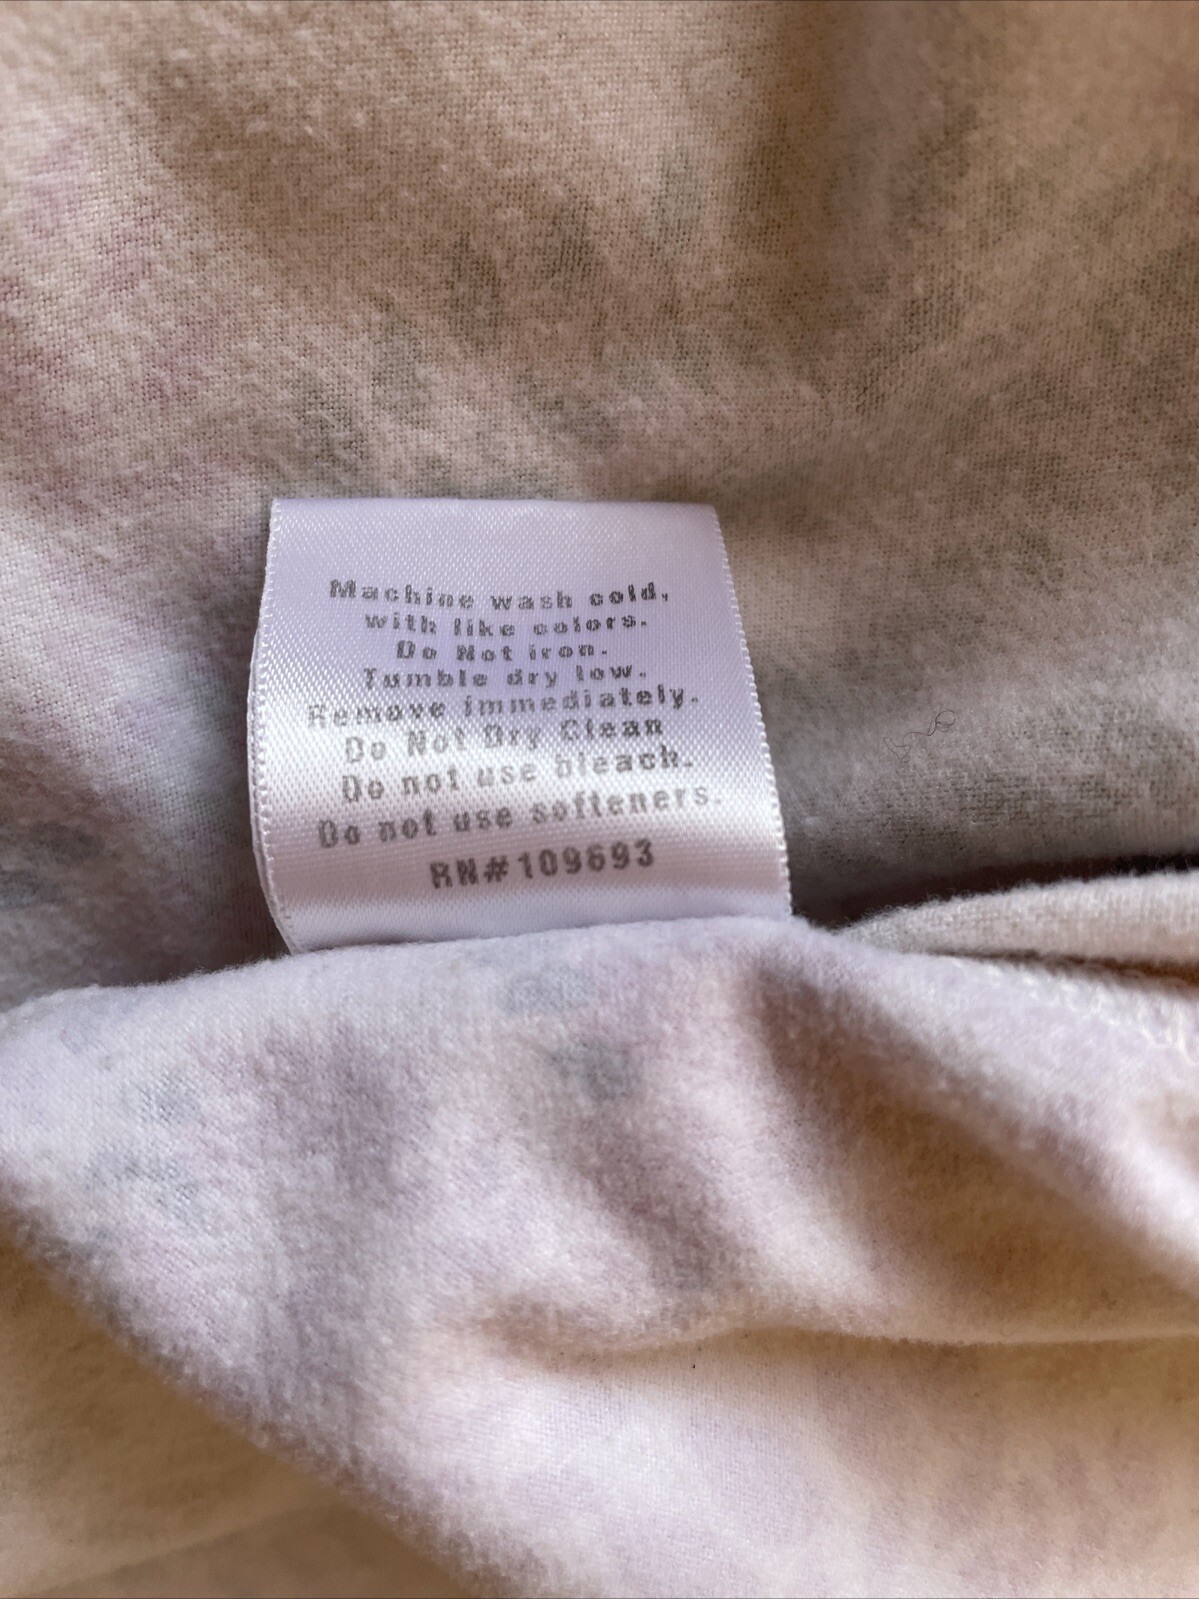 Machine wash cold,
with like colors.
Do Not iron.
Tumble dry low.
Remove immediately.
Do Not Dry Clean
Do not use bleach.
Do not use softeners.
RN#109693